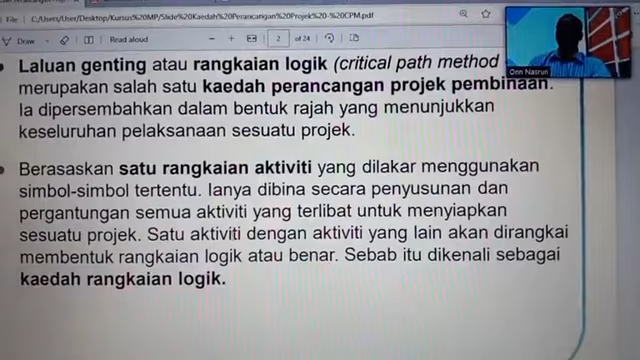 File | C:/Users/User/Desktop/Kursus%20MP/Slide%20Kaedah%20Perancangan%20Projek%20-%20CPM.pdf
Draw Read aloud 2 of 24
Onn Nasrun
Laluan genting atau rangkaian logik (critical path method
merupakan salah satu kaedah perancangan projek pembinaan.
Ia dipersembahkan dalam bentuk rajah yang menunjukkan
keseluruhan pelaksanaan sesuatu projek.
Berasaskan satu rangkaian aktiviti yang dilakar menggunakan
simbol-simbol tertentu. Ianya dibina secara penyusunan dan
pergantungan semua aktiviti yang terlibat untuk menyiapkan
sesuatu projek. Satu aktiviti dengan aktiviti yang lain akan dirangkai
membentuk rangkaian logik atau benar. Sebab itu dikenali sebagai
kaedah rangkaian logik.